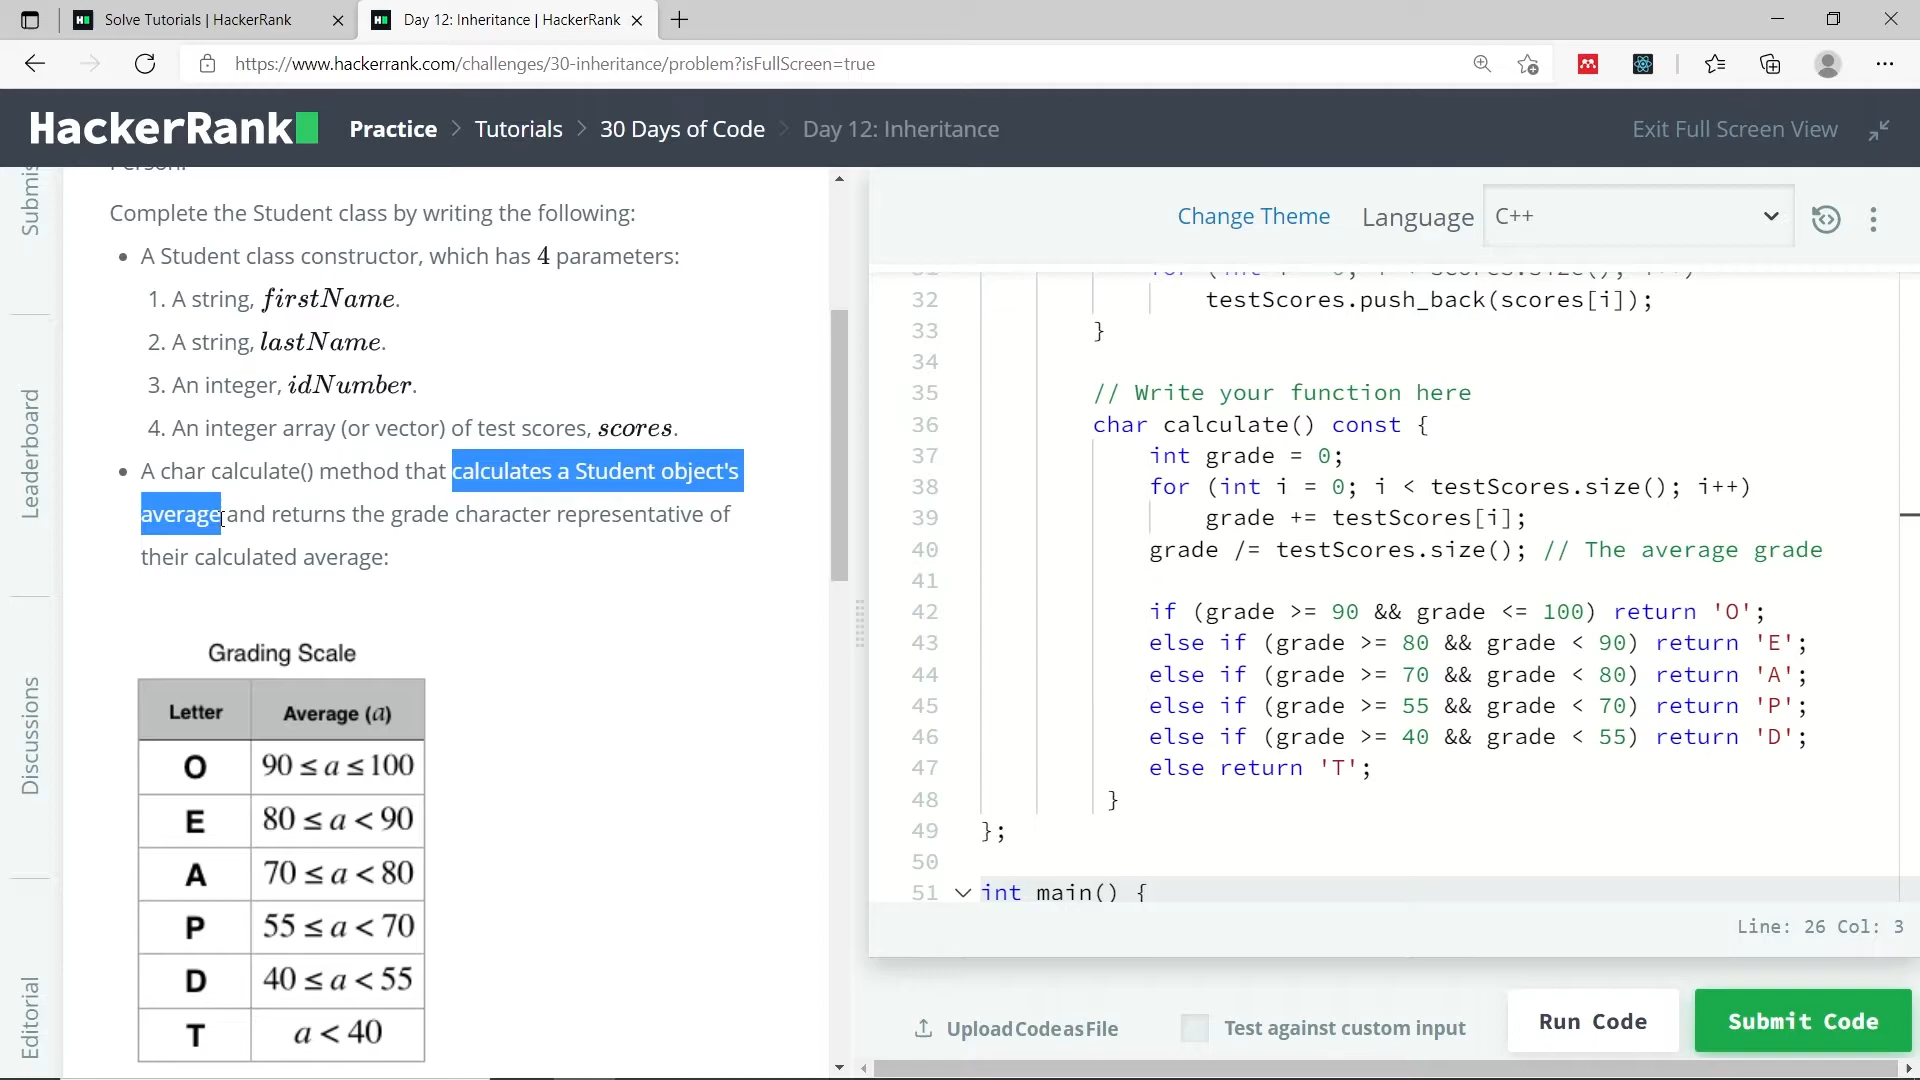 Solve Tutorials | HackerRank
Day 12: Inheritance | HackerRank
https://www.hackerrank.com/challenges/30-inheritance/problem?isFullScreen=true
HackerRank
Practice > Tutorials > 30 Days of Code > Day 12: Inheritance
Exit Full Screen View
Leaderboard
Discussions
Editorial
Person.
Complete the Student class by writing the following:
• A Student class constructor, which has 4 parameters:
1. A string, firstName.
2. A string, lastName.
3. An integer, idNumber.
4. An integer array (or vector) of test scores, scores.
• A char calculate() method that calculates a Student object's
average and returns the grade character representative of
their calculated average:
Grading Scale
Letter Average (a)
O 90 ≤ a ≤ 100
E 80 ≤ a < 90
A 70 ≤ a < 80
P 55 ≤ a < 70
D 40 ≤ a < 55
T a < 40
Change Theme Language C++
32 testScores.push_back(scores[i]);
33 }
34
35 // Write your function here
36 char calculate() const {
37 int grade = 0;
38 for (int i = 0; i < testScores.size(); i++)
39 grade += testScores[i];
40 grade /= testScores.size(); // The average grade
41
42 if (grade >= 90 && grade <= 100) return 'O';
43 else if (grade >= 80 && grade < 90) return 'E';
44 else if (grade >= 70 && grade < 80) return 'A';
45 else if (grade >= 55 && grade < 70) return 'P';
46 else if (grade >= 40 && grade < 55) return 'D';
47 else return 'T';
48 }
49 };
50
51 int main() {
Line: 26 Col: 3
Upload Code as File
Test against custom input
Run Code
Submit Code